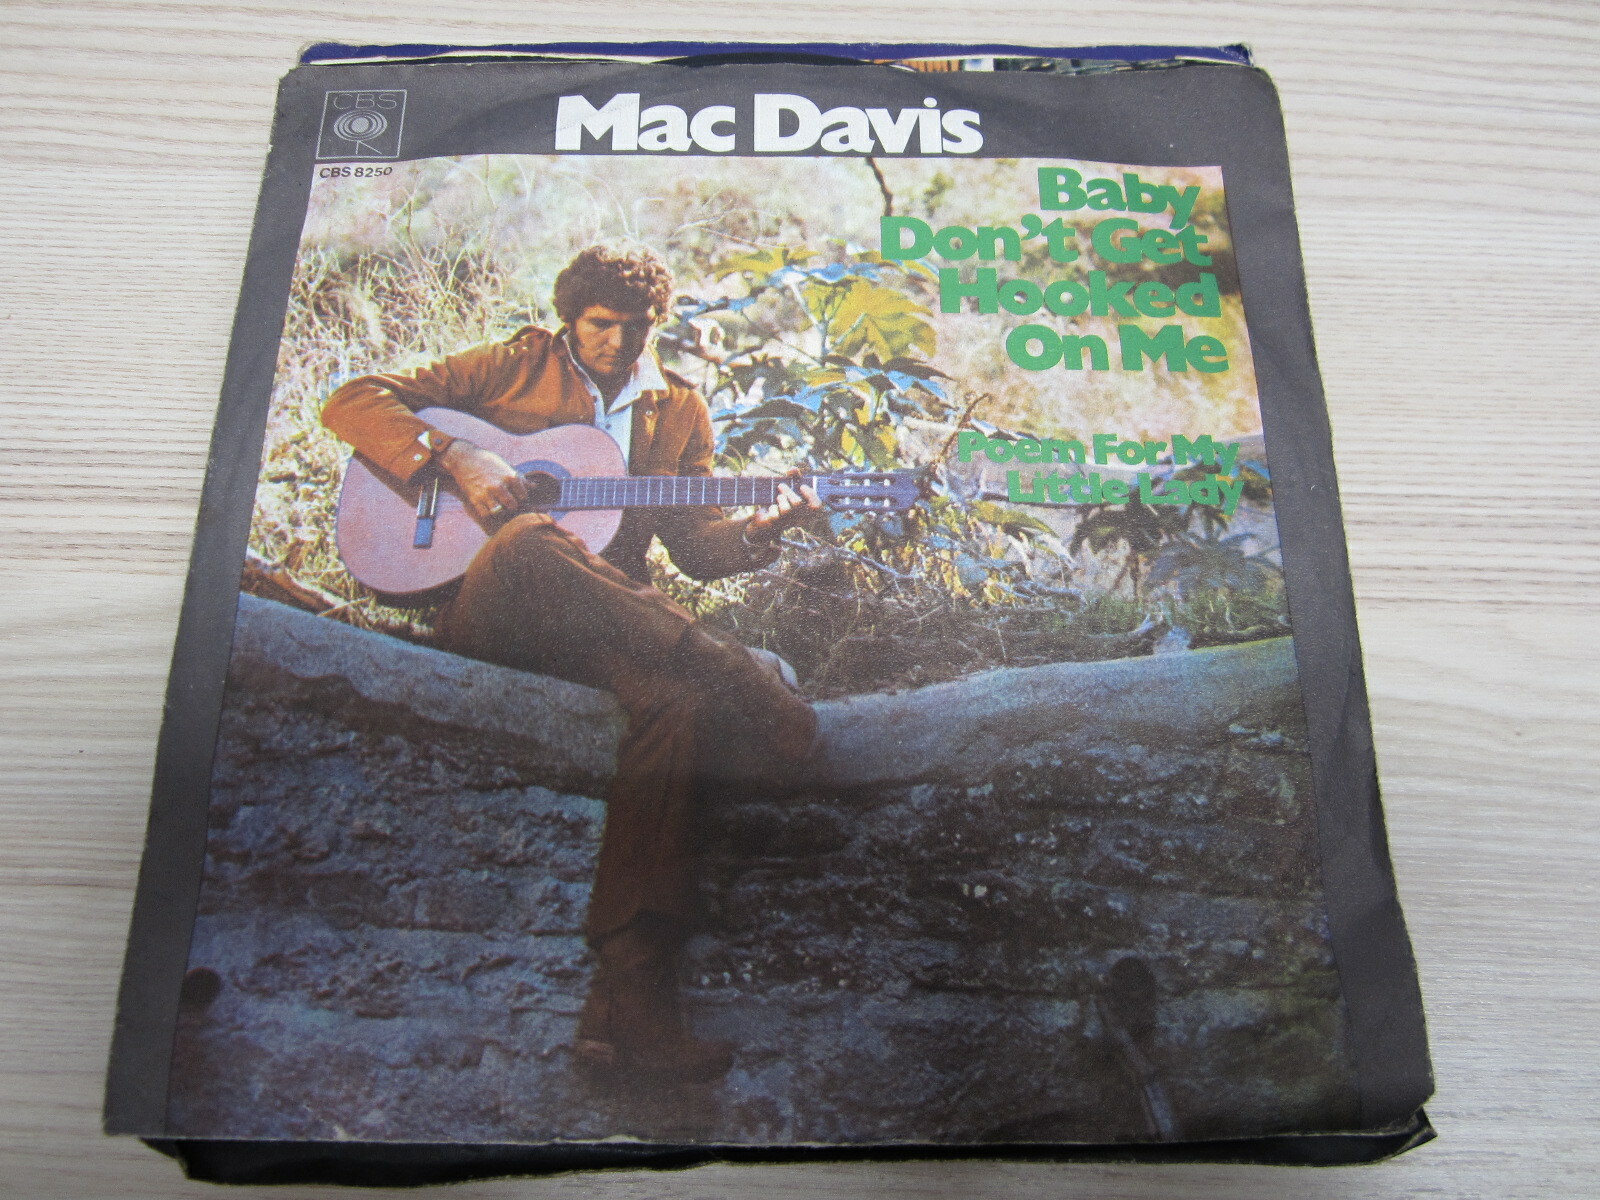 CBS
Mac Davis
CBS 8250
Baby
Don't Get
Hooked
On Me
Poem For My
Little Lady